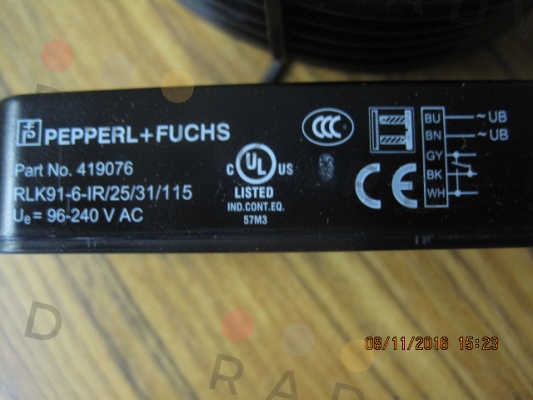 PEPPERL+FUCHS
Part No. 419076
RLK91-6-IR/25/31/115
Ue = 96-240 V AC
CCC
C UL US
LISTED
IND.CONT.EQ.
57M3
CE
BU ~ UB
BN ~ UB
GY
BK
WH
08/11/2016 15:23
D
RAD